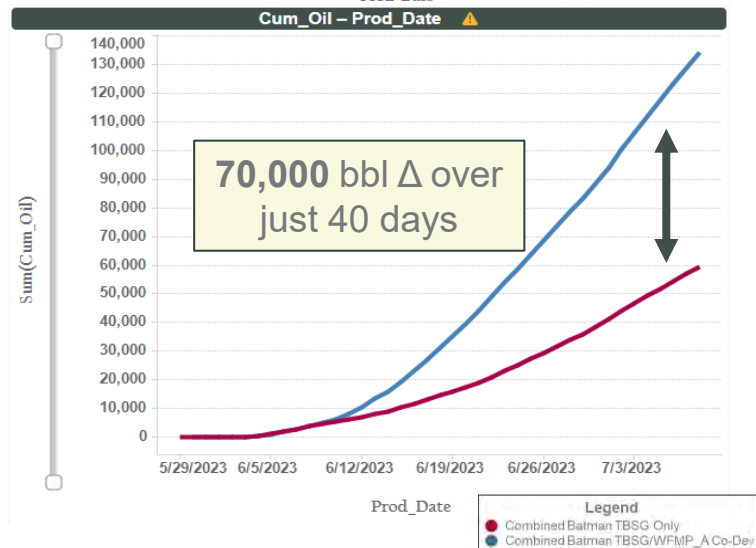 Cum_Oil – Prod_Date
140,000
130,000
120,000
110,000
100,000
90,000
80,000
70,000
60,000
50,000
40,000
30,000
20,000
10,000
0
Sum(Cum_Oil)
70,000 bbl Δ over
just 40 days
5/29/2023 6/5/2023 6/12/2023 6/19/2023 6/26/2023 7/3/2023
Prod_Date
Legend
Combined Batman TBSG Only
Combined Batman TBSG/WFMP_A Co-Dev